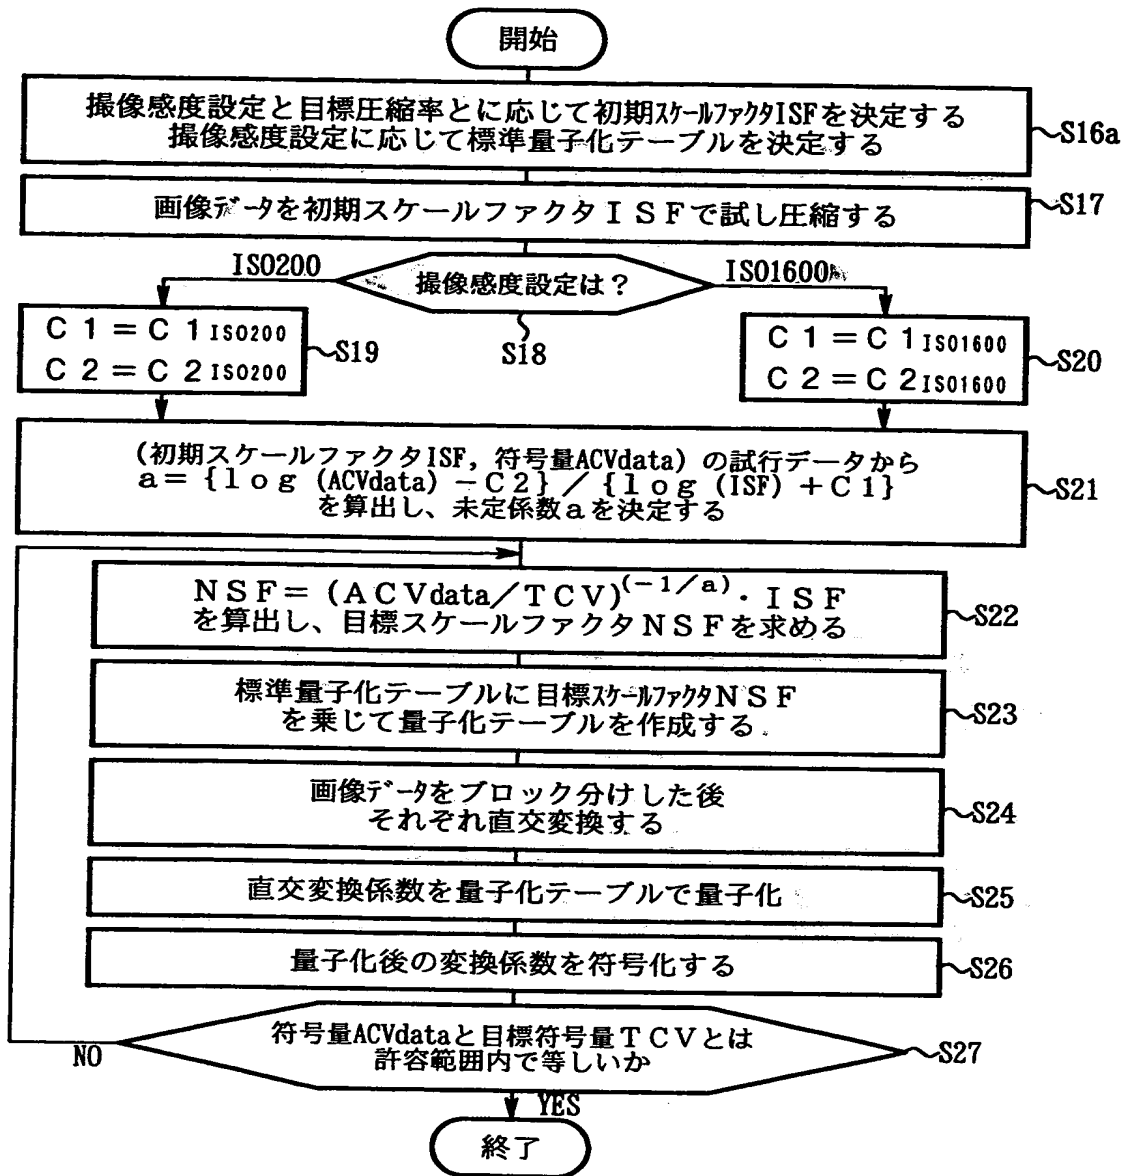 開始
撮像感度設定と目標圧縮率とに応じて初期スケールファクタISFを決定する
撮像感度設定に応じて標準量子化テーブルを決定する
S16a
画像データを初期スケールファクタISFで試し圧縮する
S17
ISO200
撮像感度設定は?
ISO1600
S18
C1=C1ISO200
C2=C2ISO200
S19
C1=C1ISO1600
C2=C2ISO1600
S20
(初期スケールファクタISF, 符号量ACVdata) の試行データから
a={log (ACVdata) -C2}/{log (ISF) +C1}
を算出し、未定係数aを決定する
S21
NSF=(ACVdata/TCV)^(-1/a)・ISF
を算出し、目標スケールファクタNSFを求める
S22
標準量子化テーブルに目標スケールファクタNSF
を乗じて量子化テーブルを作成する
S23
画像データをブロック分けした後
それぞれ直交変換する
S24
直交変換係数を量子化テーブルで量子化
S25
量子化後の変換係数を符号化する
S26
符号量ACVdataと目標符号量TCVとは
許容範囲内で等しいか
S27
NO
YES
終了